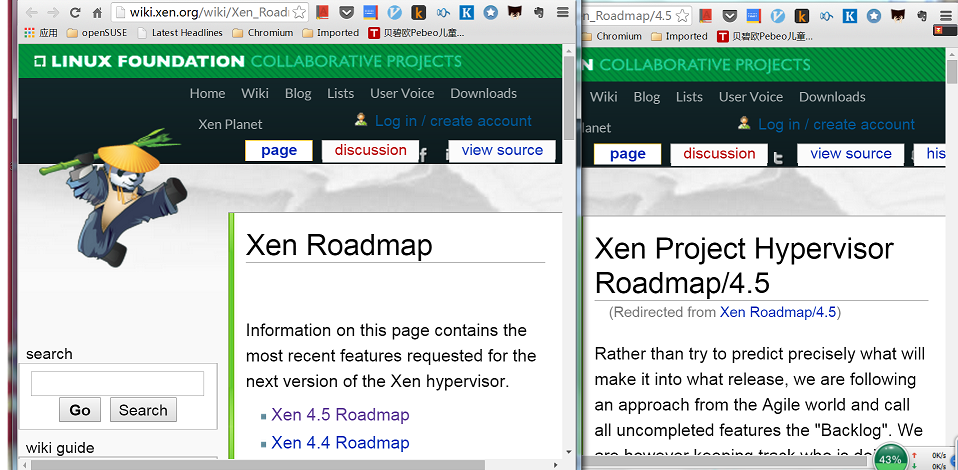 wiki.xen.org/wiki/Xen_Road
应用 openSUSE Latest Headlines Chromium Imported T 贝碧欧Pebeo儿童...
LINUX FOUNDATION COLLABORATIVE PROJECTS
Home Wiki Blog Lists User Voice Downloads
Xen Planet Log in / create account
page discussion f view source
Xen Roadmap
Information on this page contains the
most recent features requested for the
next version of the Xen hypervisor.
Xen 4.5 Roadmap
Xen 4.4 Roadmap
search
Go Search
wiki guide
n_Roadmap/4.5
Chromium Imported T 贝碧欧Pebeo儿童...
N COLLABORATIVE PROJECTS
Wiki Blog Lists User Voice Downloads
lanet Log in / create account
page discussion t view source his
Xen Project Hypervisor
Roadmap/4.5
(Redirected from Xen Roadmap/4.5)
Rather than try to predict precisely what will
make it into what release, we are following
an approach from the Agile world and call
all uncompleted features the "Backlog". We
are however keeping track who is
43% 0K/s
0K/s